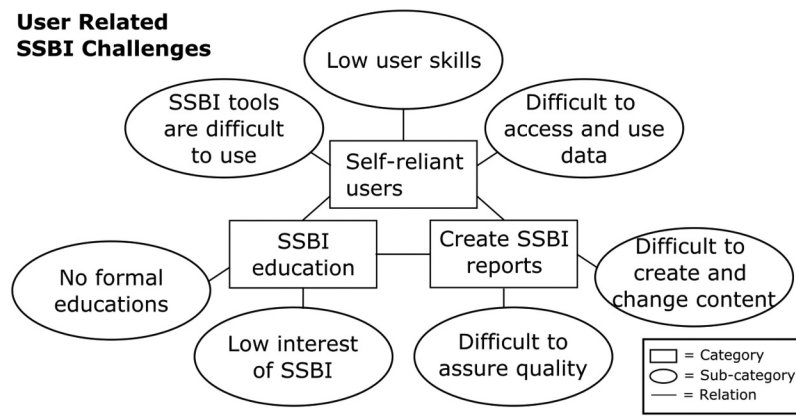 User Related
SSBI Challenges
Low user skills
SSBI tools
are difficult
to use
Difficult to
access and use
data
Self-reliant
users
SSBI
education
Create SSBI
reports
No formal
educations
Difficult to
create and
change content
Low interest
of SSBI
Difficult to
assure quality
= Category
= Sub-category
= Relation